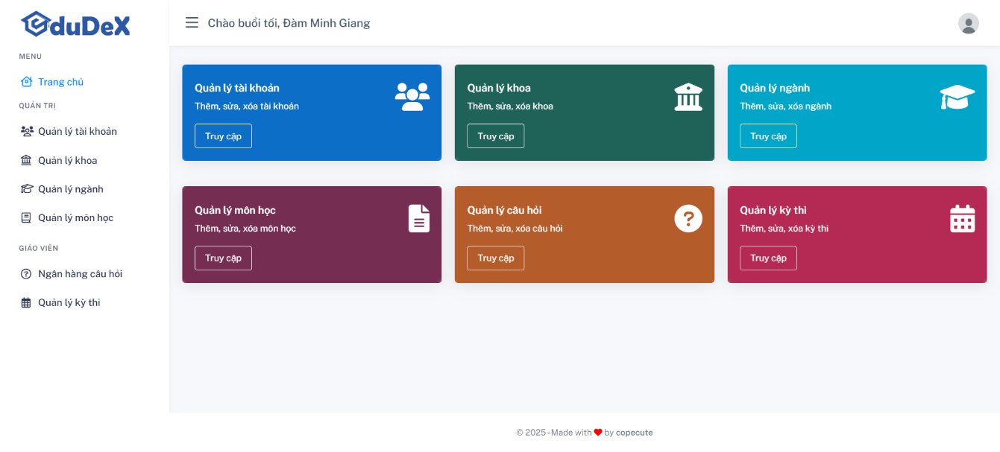 eduDeX
MENU
Trang chủ
QUẢN TRỊ
Quản lý tài khoản
Quản lý khoa
Quản lý ngành
Quản lý môn học
GIÁO VIÊN
Ngân hàng câu hỏi
Quản lý kỳ thi
Chào buổi tối, Đàm Minh Giang
Quản lý tài khoản
Thêm, sửa, xóa tài khoản
Truy cập
Quản lý khoa
Thêm, sửa, xóa khoa
Truy cập
Quản lý ngành
Thêm, sửa, xóa ngành
Truy cập
Quản lý môn học
Thêm, sửa, xóa môn học
Truy cập
Quản lý câu hỏi
Thêm, sửa, xóa câu hỏi
Truy cập
Quản lý kỳ thi
Thêm, sửa, xóa kỳ thi
Truy cập
© 2025 - Made with ❤ by copecute